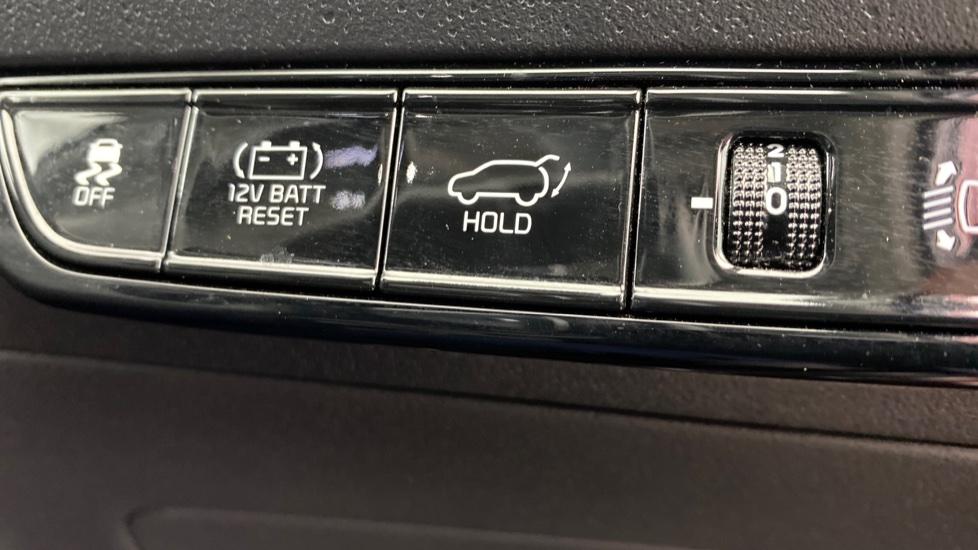 OFF
12V BATT
RESET
HOLD
2
1
0